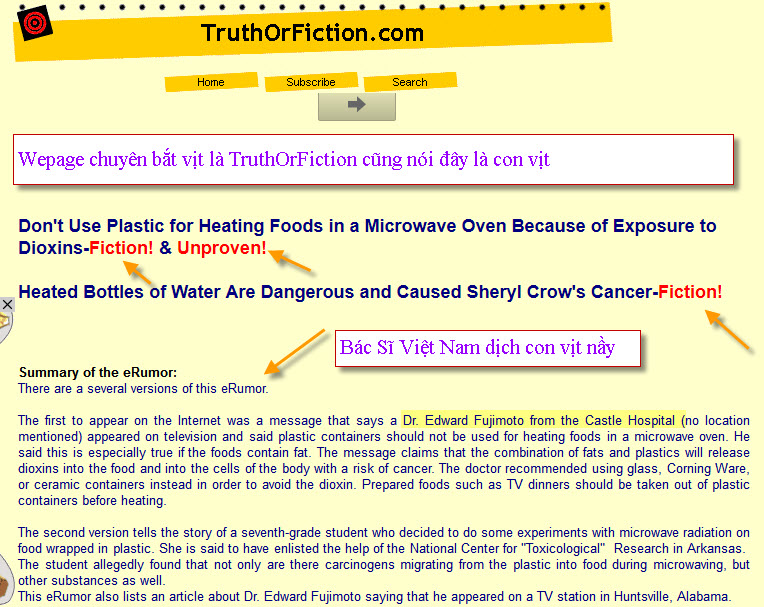 TruthOrFiction.com
Home Subscribe Search
Wepage chuyên bắt vịt là TruthOrFiction cũng nói đây là con vịt
Don't Use Plastic for Heating Foods in a Microwave Oven Because of Exposure to
Dioxins-Fiction! & Unproven!
Heated Bottles of Water Are Dangerous and Caused Sheryl Crow's Cancer-Fiction!
Bác Sĩ Việt Nam dịch con vịt nầy
Summary of the eRumor:
There are a several versions of this eRumor.
The first to appear on the Internet was a message that says a Dr. Edward Fujimoto from the Castle Hospital (no location
mentioned) appeared on television and said plastic containers should not be used for heating foods in a microwave oven. He
said this is especially true if the foods contain fat. The message claims that the combination of fats and plastics will release
dioxins into the food and into the cells of the body with a risk of cancer. The doctor recommended using glass, Corning Ware,
or ceramic containers instead in order to avoid the dioxin. Prepared foods such as TV dinners should be taken out of plastic
containers before heating.
The second version tells the story of a seventh-grade student who decided to do some experiments with microwave radiation on
food wrapped in plastic. She is said to have enlisted the help of the National Center for "Toxicological" Research in Arkansas.
The student allegedly found that not only are there carcinogens migrating from the plastic into food during microwaving, but
other substances as well.
This eRumor also lists an article about Dr. Edward Fujimoto saying that he appeared on a TV station in Huntsville, Alabama.